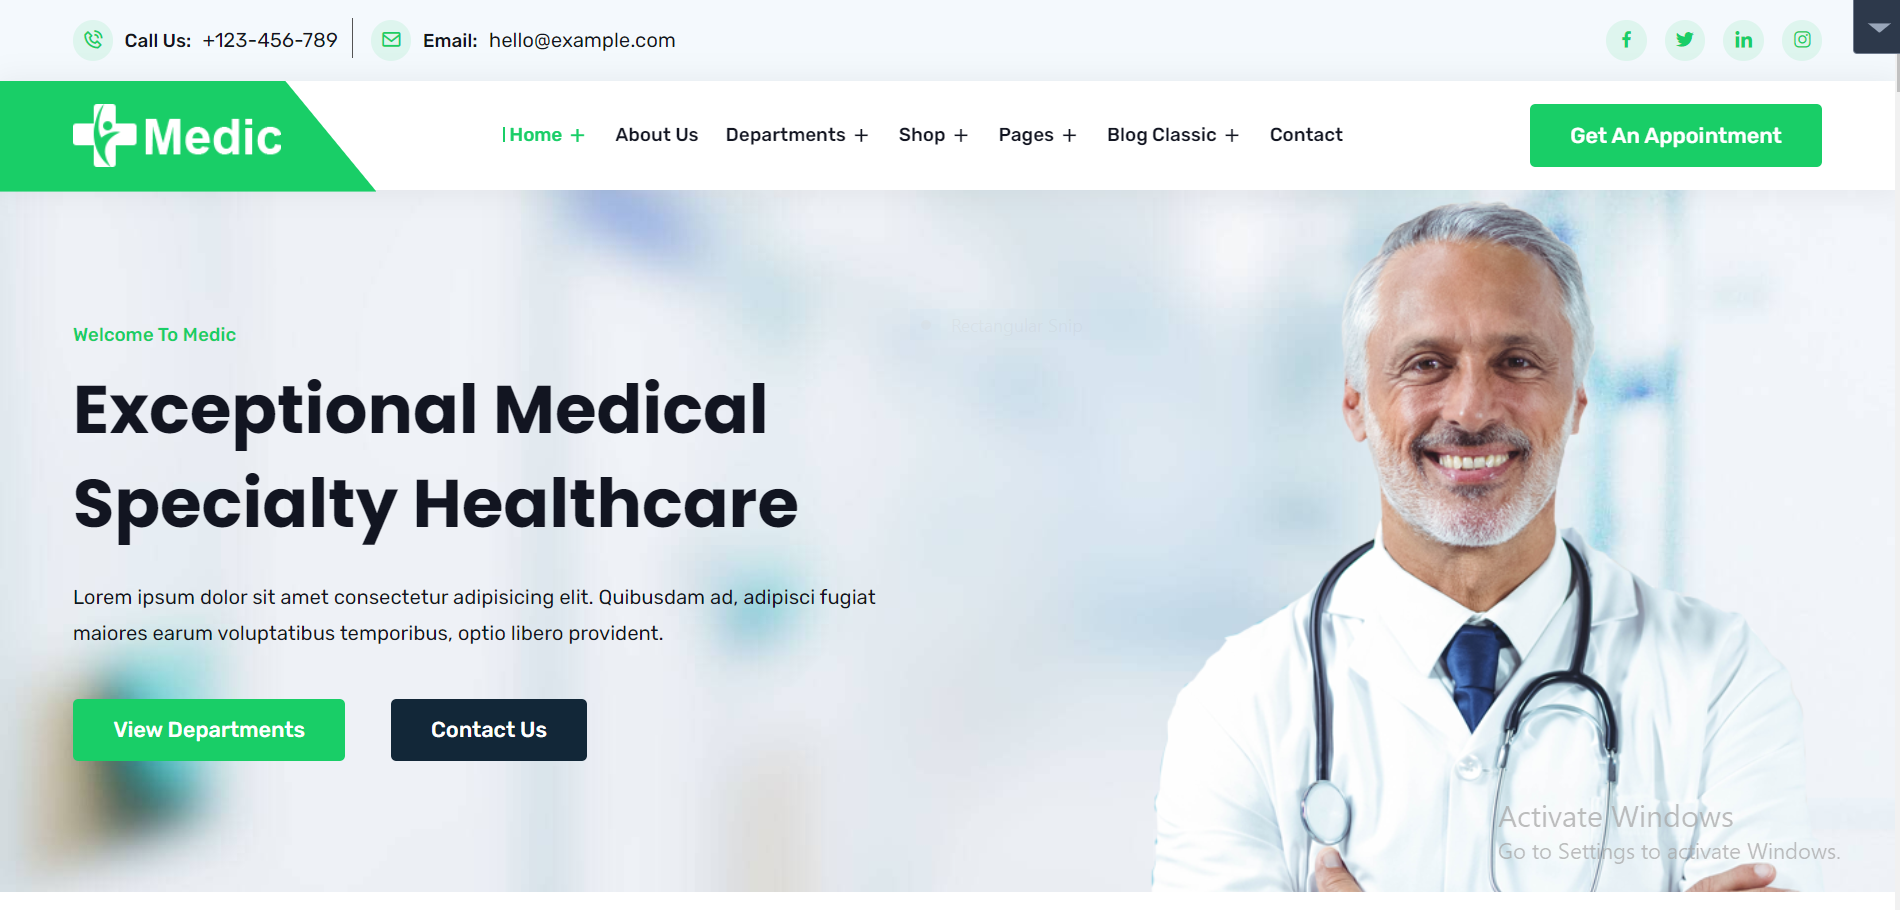 Call Us: +123-456-789
Email: hello@example.com
Medic
Home +
About Us
Departments +
Shop +
Pages +
Blog Classic +
Contact
Get An Appointment
Rectangular Snip
Welcome To Medic
Exceptional Medical
Specialty Healthcare
Lorem ipsum dolor sit amet consectetur adipisicing elit. Quibusdam ad, adipisci fugiat
maiores earum voluptatibus temporibus, optio libero provident.
View Departments
Contact Us
Activate Windows
Go to Settings to activate Windows.